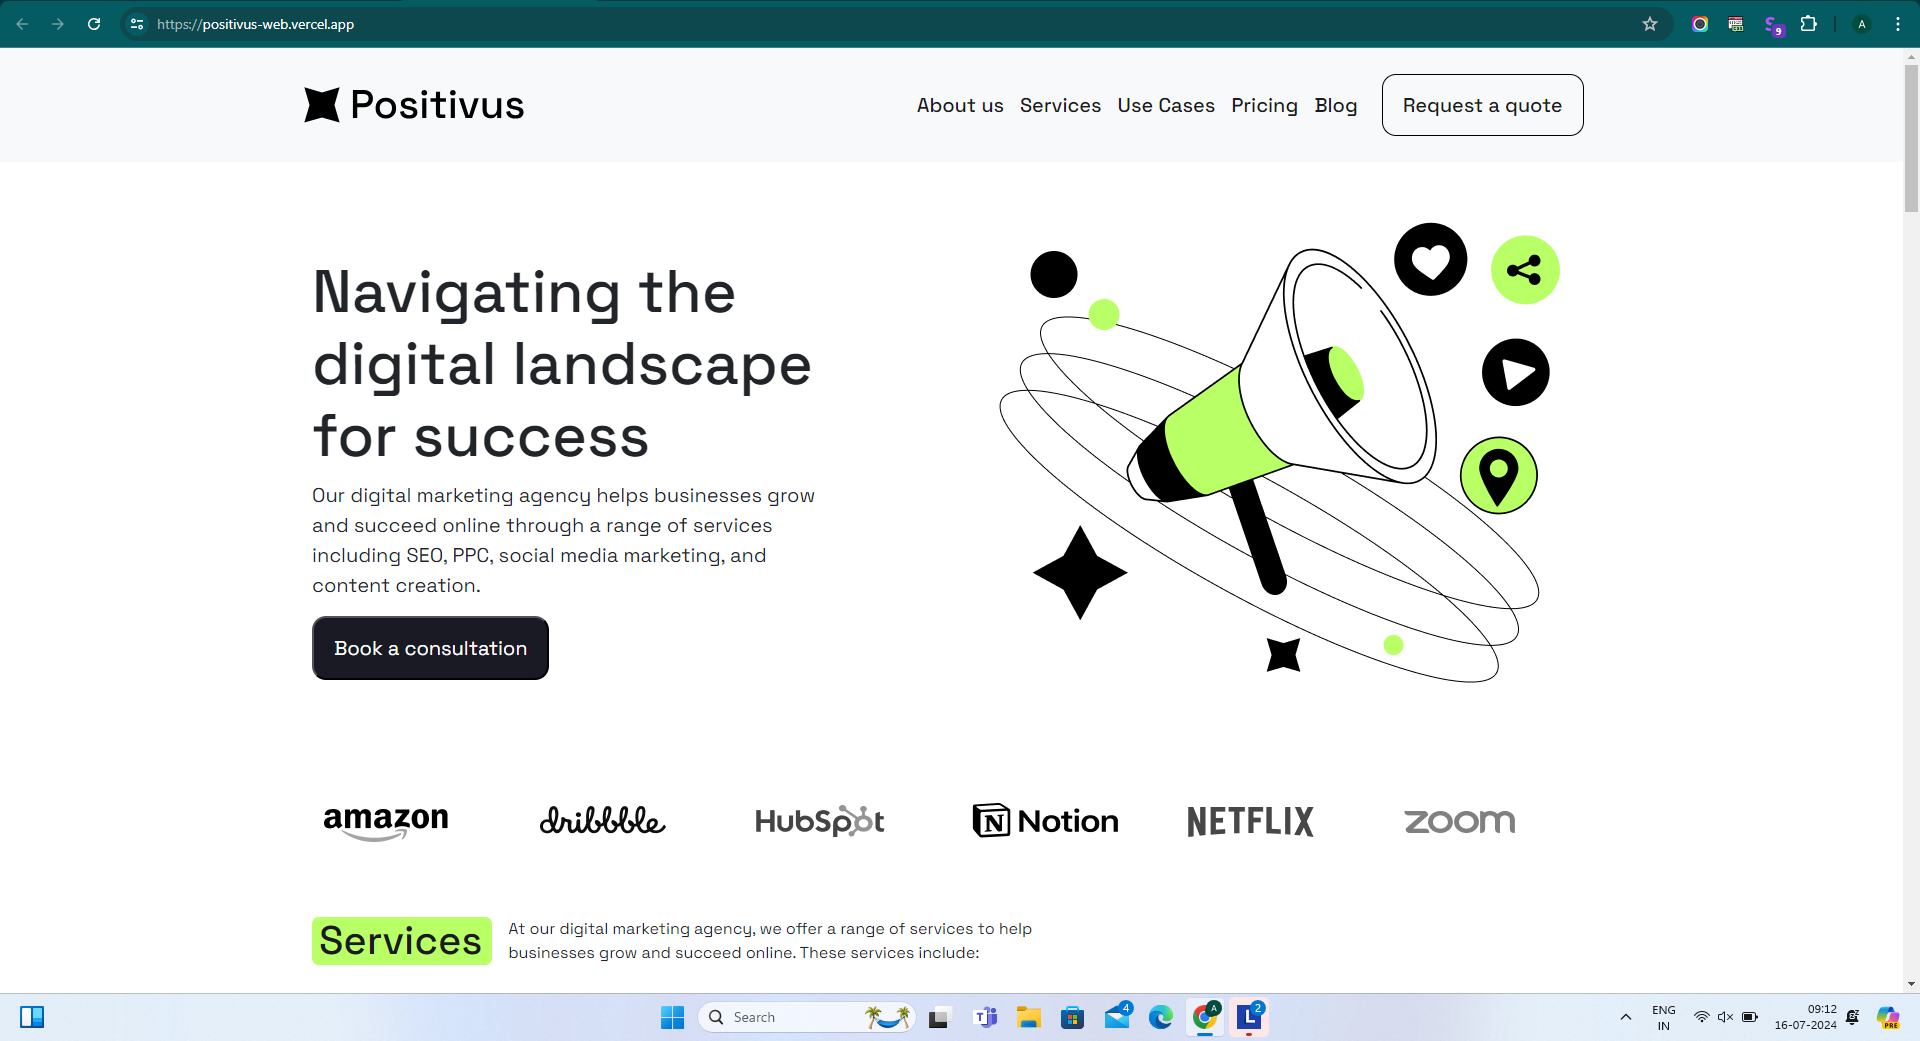 https://positivus-web.vercel.app
9
A
Positivus
About us Services Use Cases Pricing Blog Request a quote
Navigating the
digital landscape
for success
Our digital marketing agency helps businesses grow
and succeed online through a range of services
including SEO, PPC, social media marketing, and
content creation.
Book a consultation
amazon dribbble HubSpot Notion NETFLIX zoom
Services
At our digital marketing agency, we offer a range of services to help
businesses grow and succeed online. These services include:
Search
4
A
2
L
ENG
IN
09:12
16-07-2024
PRE